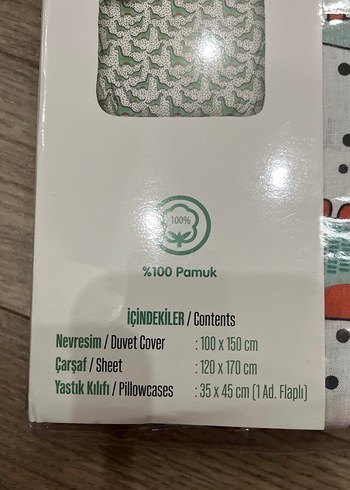 100%
%100 Pamuk
İÇİNDEKİLER / Contents
Nevresim / Duvet Cover : 100 x 150 cm
Çarşaf / Sheet : 120 x 170 cm
Yastık Kılıfı / Pillowcases : 35 x 45 cm (1 Ad. Flaplı)